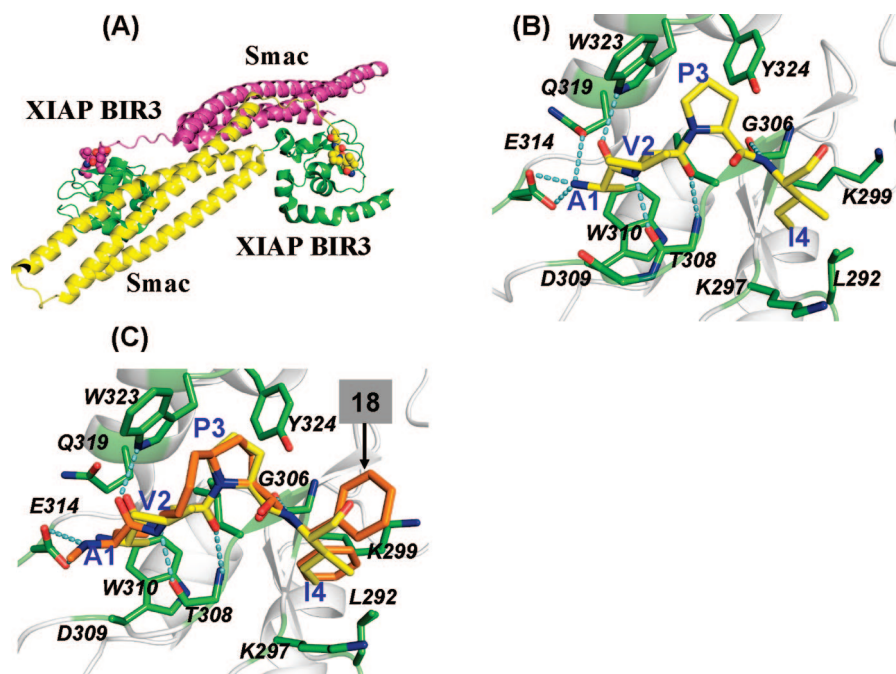 (A)
Smac
XIAP BIR3
XIAP BIR3
Smac
(B)
W323
P3
Y324
Q319
G306
V2
E314
A1
K299
W310
I4
T308
D309
K297
L292
(C)
W323
18
P3
Y324
Q319
G306
E314
V2
A1
K299
W310
I4
L292
T308
D309
K297